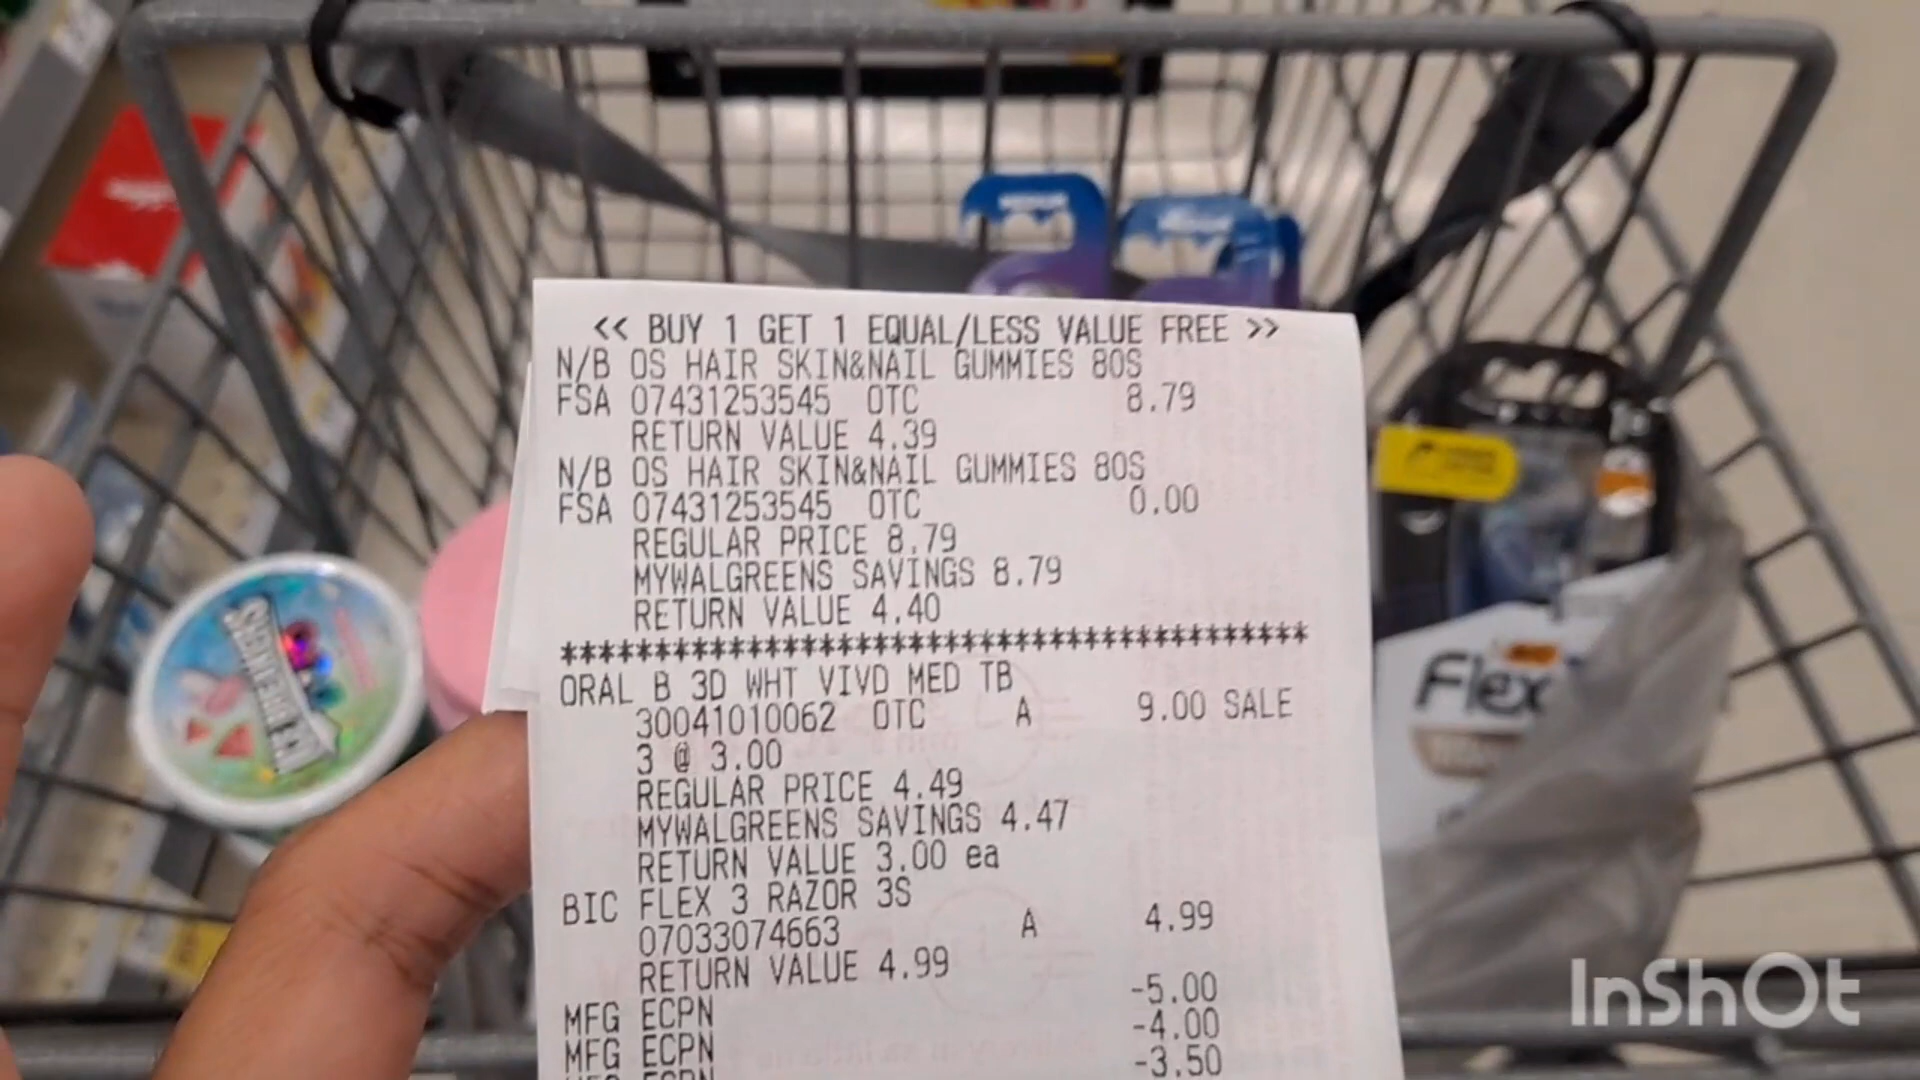 << BUY 1 GET 1 EQUAL/LESS VALUE FREE >>
N/B OS HAIR SKIN&NAIL GUMMIES 80S
FSA 07431253545 OTC 8.79
RETURN VALUE 4.39
N/B OS HAIR SKIN&NAIL GUMMIES 80S
FSA 07431253545 OTC 0.00
REGULAR PRICE 8.79
MYWALGREENS SAVINGS 8.79
RETURN VALUE 4.40
****************************************
ORAL B 3D WHT VIVD MED TB
30041010062 OTC A 9.00 SALE
3 @ 3.00
REGULAR PRICE 4.49
MYWALGREENS SAVINGS 4.47
RETURN VALUE 3.00 ea
BIC FLEX 3 RAZOR 3S
07033074663 A 4.99
RETURN VALUE 4.99
MFG ECPN -5.00
MFG ECPN -4.00
-3.50
Flex
ICE BREAKERS
InShOt